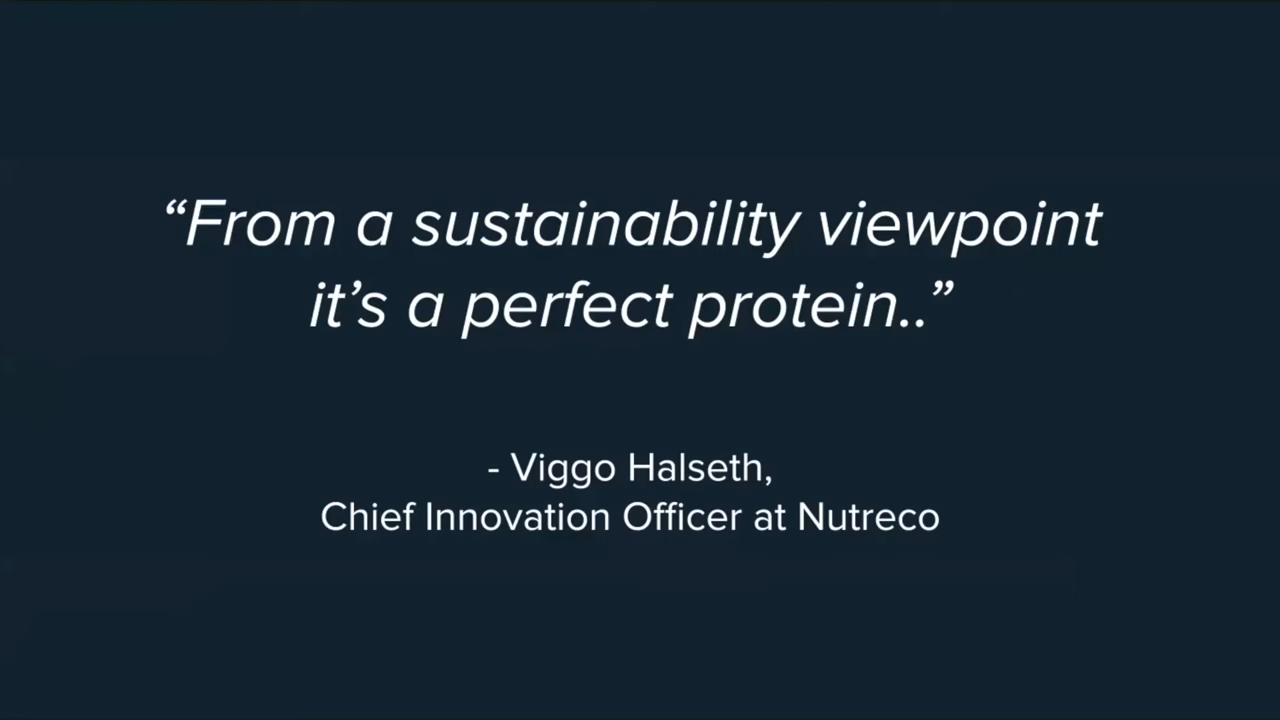 “From a sustainability viewpoint
it’s a perfect protein..”
- Viggo Halseth,
Chief Innovation Officer at Nutreco